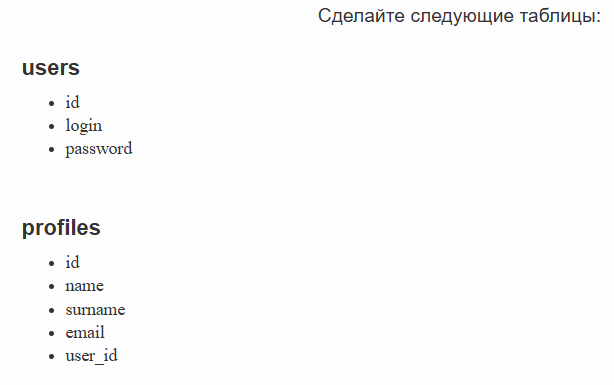 Сделайте следующие таблицы:
users
id
login
password
profiles
id
name
surname
email
user_id